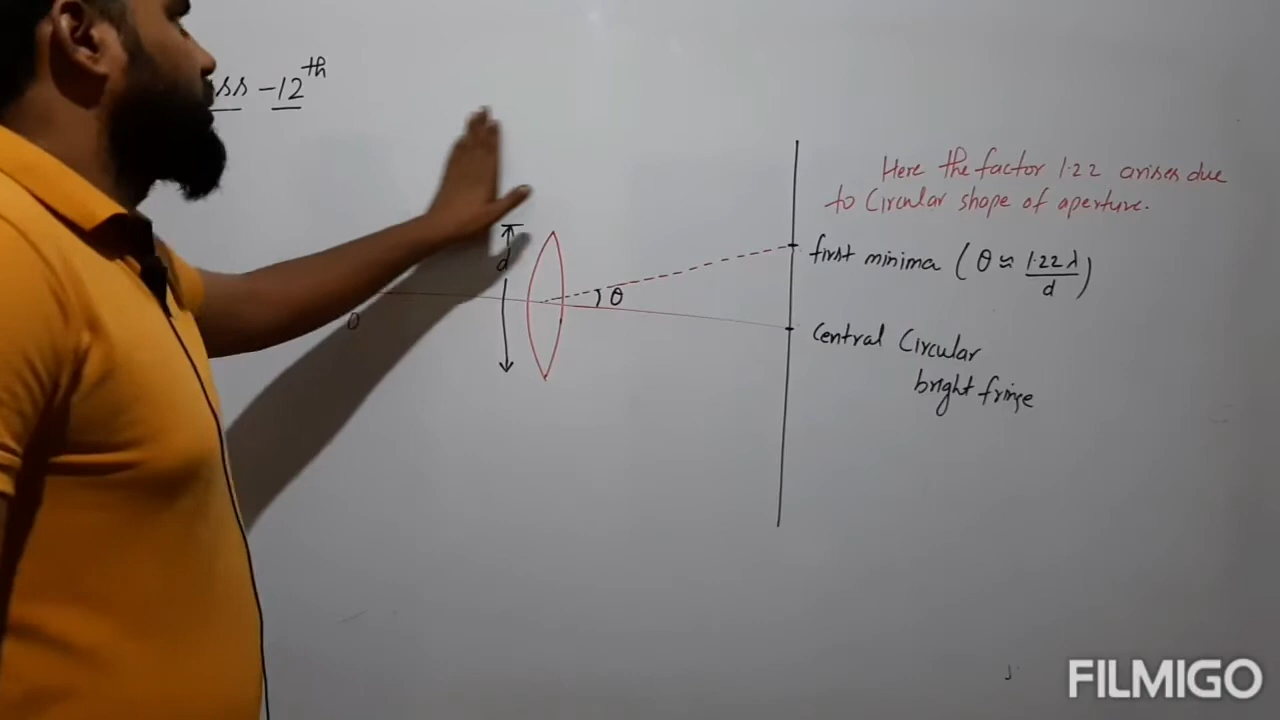 ss -12th
Here the factor 1.22 arises due
to Circular shape of aperture.
d
first minima (θ ≈ 1.22λ/d)
θ
O
Central Circular
bright fringe
FILMIGO